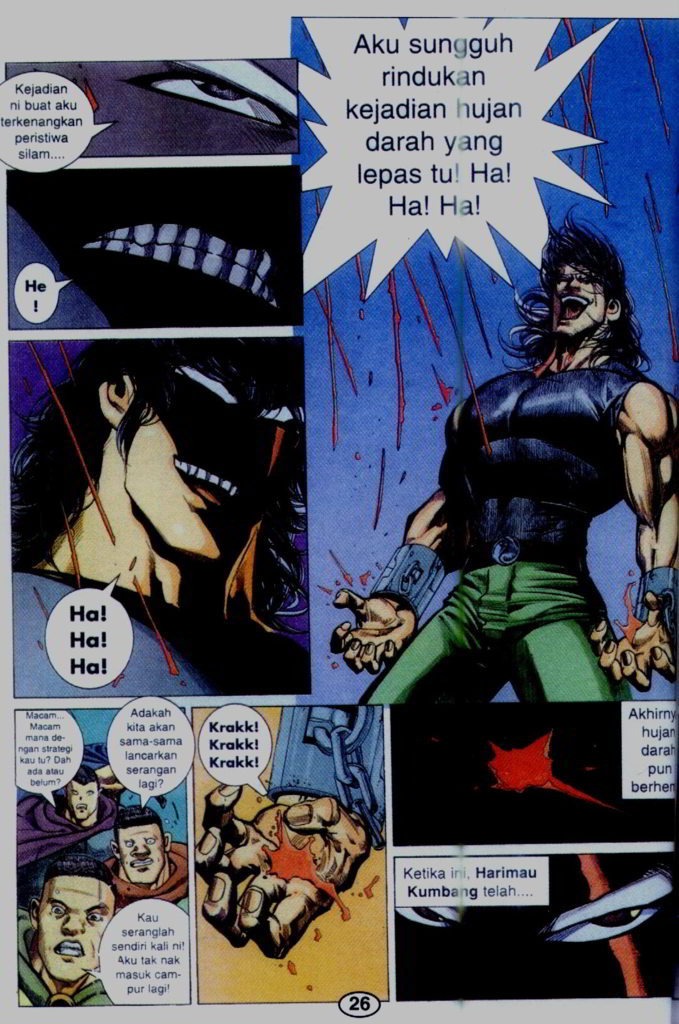 Kejadian
ni buat aku
terkenangkan
peristiwa
silam....
He
!
Ha!
Ha!
Ha!
Aku sungguh
rindukan
kejadian hujan
darah yang
lepas tu! Ha!
Ha! Ha!
Macam...
Macam
mana de-
ngan strategi
kau tu? Dah
ada atau
belum?
Adakah
kita akan
sama-sama
lancarkan
serangan
lagi?
Kau
seranglah
sendiri kali ni!
Aku tak nak
masuk cam-
pur lagi!
Krakk!
Krakk!
Krakk!
hujan
darah
pun
Ketika ini, Harimau
Kumbang telah....
26